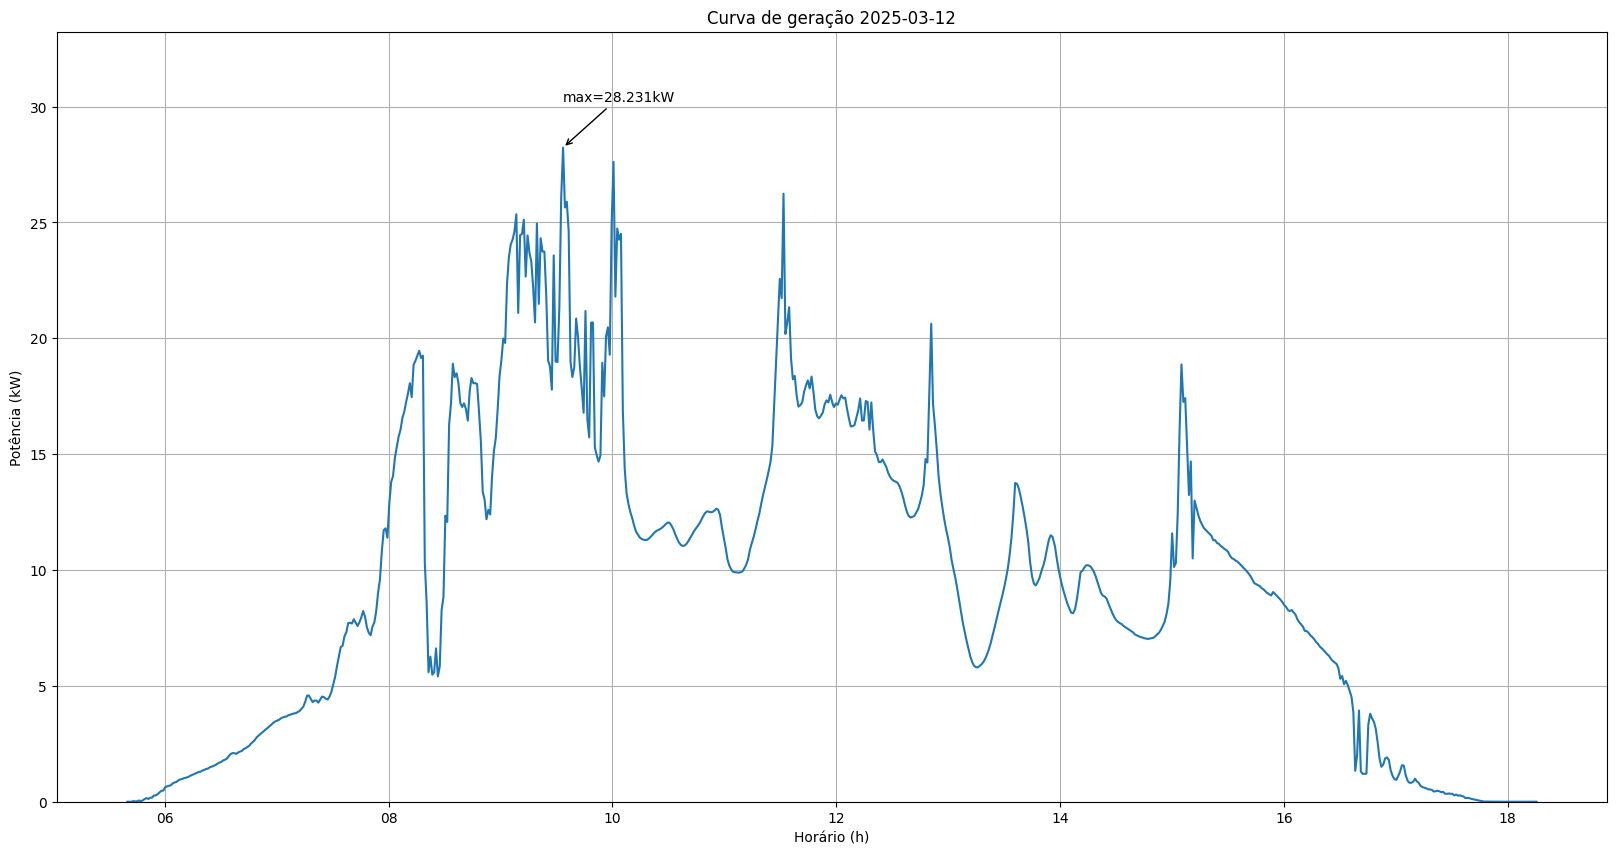 Curva de geração 2025-03-12
max=28.231kW
30
25
20
15
10
5
0
Potência (kW)
06 08 10 12 14 16 18
Horário (h)